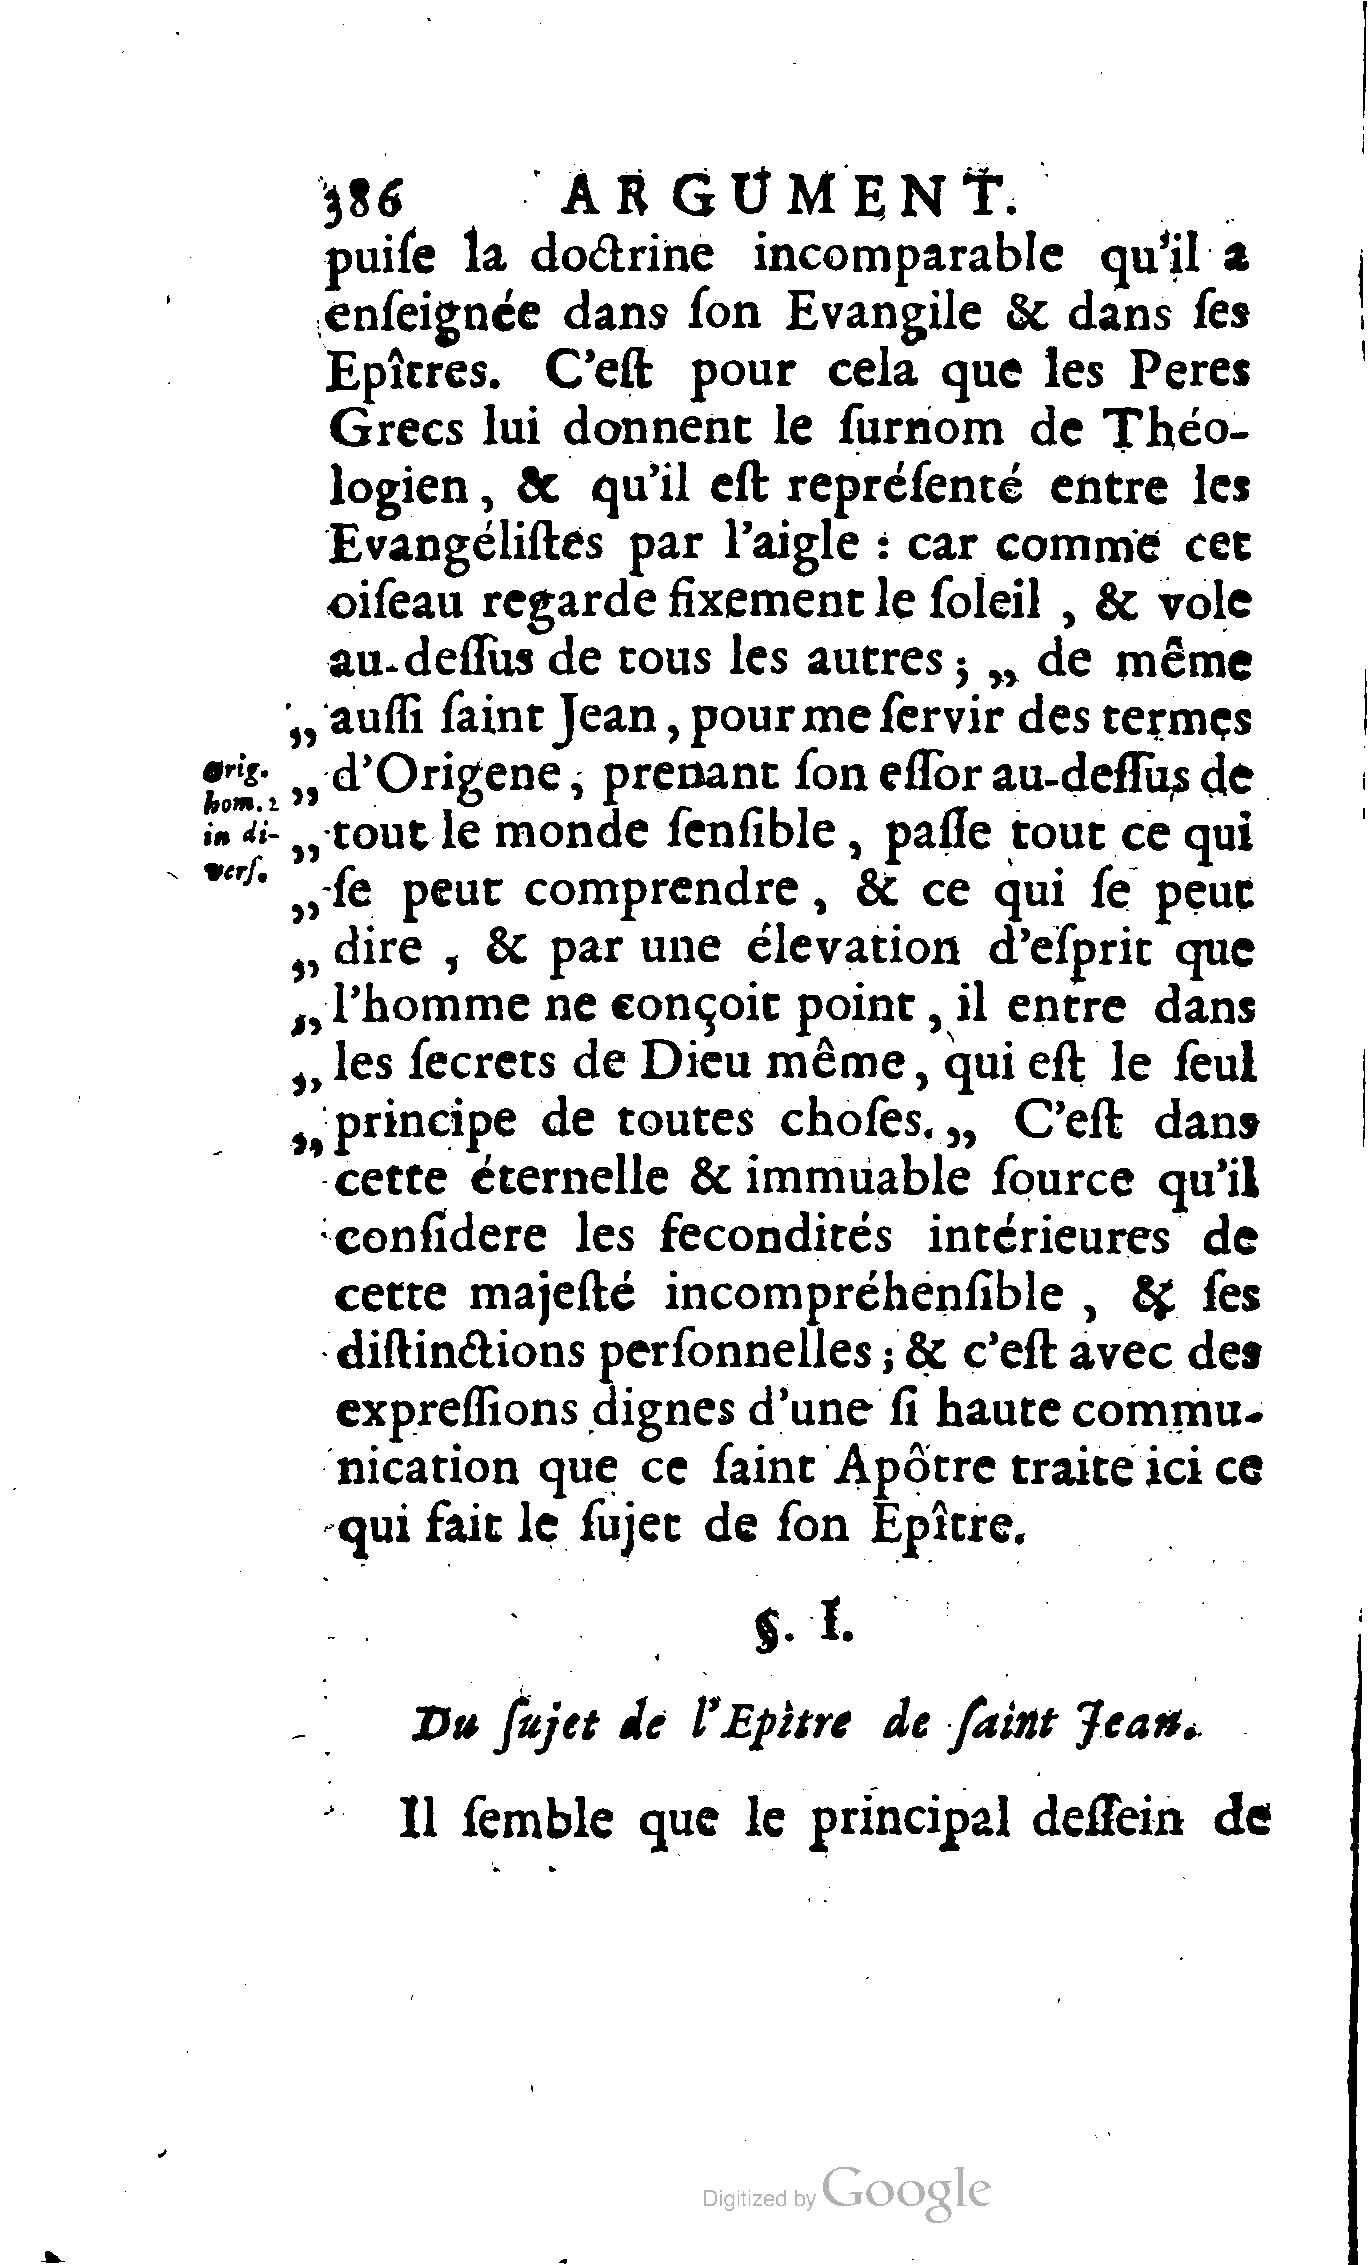 386 ARGUMENT.
puiſe la doctrine incomparable qu'il a
enſeignée dans ſon Evangile & dans ſes
Epîtres. C'eſt pour cela que les Peres
Grecs lui donnent le ſurnom de Théo-
logien, & qu'il eſt repréſenté entre les
Evangéliſtes par l'aigle : car comme cet
oiſeau regarde fixement le ſoleil , & vole
au-deſſus de tous les autres ; „ de même
„ auſſi ſaint Jean, pour me ſervir des termes
„ d'Origene, prenant ſon eſſor au-deſſus de
„ tout le monde ſenſible , paſſe tout ce qui
„ ſe peut comprendre , & ce qui ſe peut
„ dire , & par une élevation d'eſprit que
„ l'homme ne conçoit point, il entre dans
„ les ſecrets de Dieu même, qui eſt le ſeul
„ principe de toutes choſes. „ C'eſt dans
cette éternelle & immuable ſource qu'il
conſidere les fecondités intérieures de
cette majeſté incompréhenſible , & ſes
diſtinctions perſonnelles ; & c'eſt avec des
expreſſions dignes d'une ſi haute commu-
nication que ce ſaint Apôtre traite ici ce
qui fait le ſujet de ſon Epître.
Orig.
hom. 2
in di-
verſ.
§. I.
Du ſujet de l'Epître de ſaint Jean.
Il ſemble que le principal deſſein de
Digitized by Google